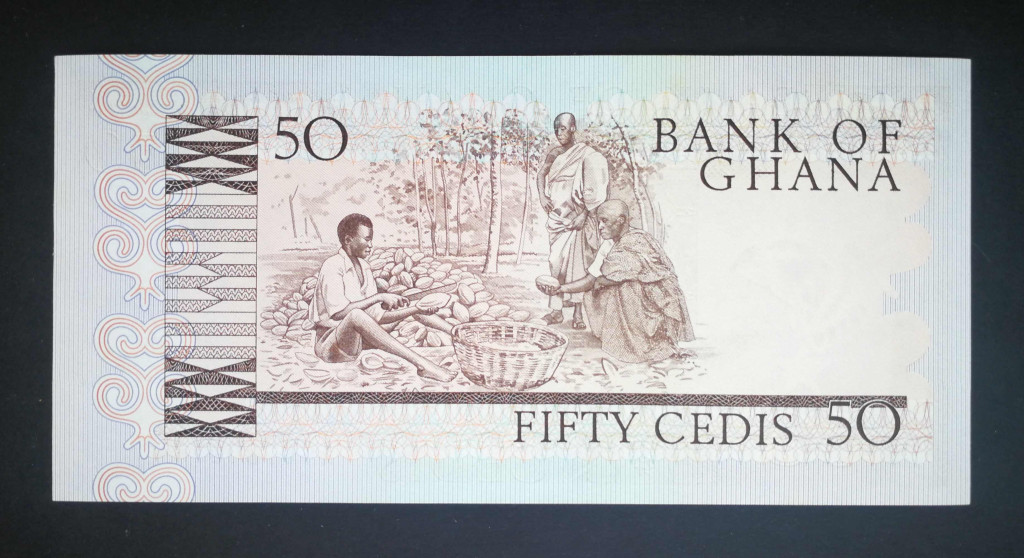 50
BANK OF
GHANA
FIFTY CEDIS 50